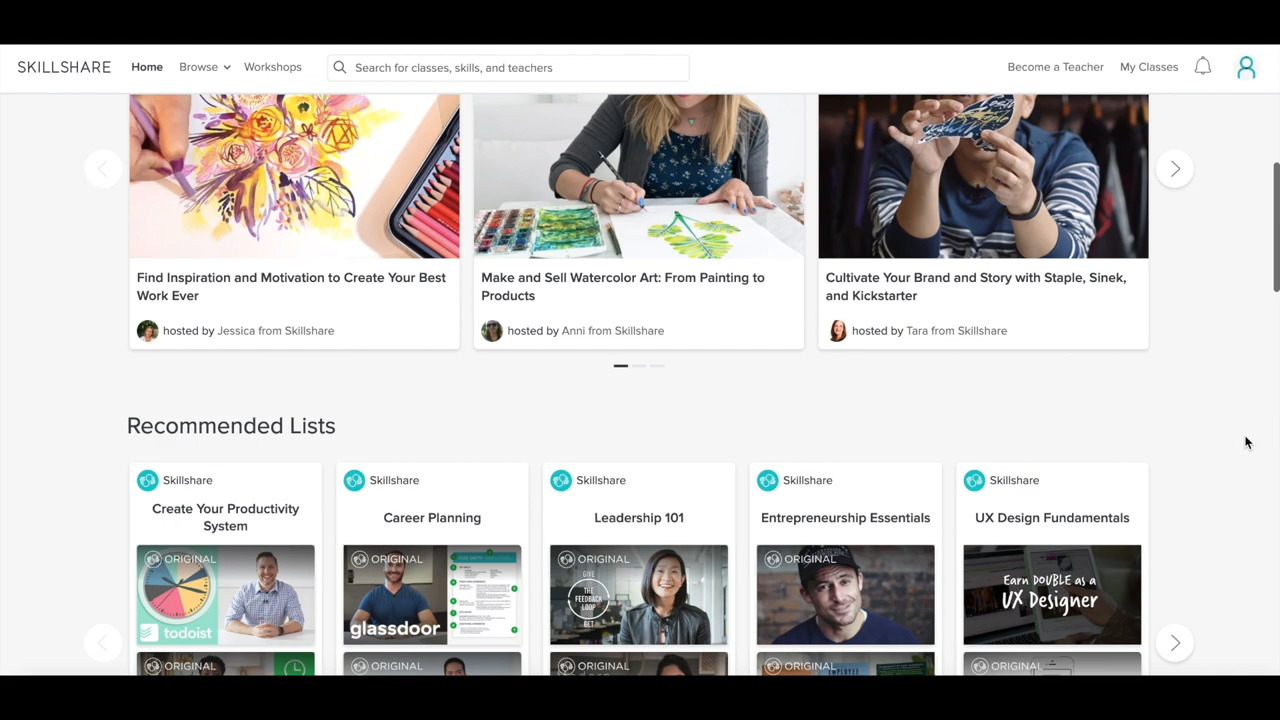 SKILLSHARE Home Browse Workshops Search for classes, skills, and teachers Become a Teacher My Classes
Find Inspiration and Motivation to Create Your Best
Work Ever
hosted by Jessica from Skillshare
Make and Sell Watercolor Art: From Painting to
Products
hosted by Anni from Skillshare
Cultivate Your Brand and Story with Staple, Sinek,
and Kickstarter
hosted by Tara from Skillshare
Recommended Lists
Skillshare
Create Your Productivity
System
ORIGINAL
todoist
ORIGINAL
Skillshare
Career Planning
ORIGINAL
glassdoor
ORIGINAL
Skillshare
Leadership 101
ORIGINAL
GIVE
THE
FEEDBACK
LOOP
GET
ORIGINAL
Skillshare
Entrepreneurship Essentials
ORIGINAL
ORIGINAL
Skillshare
UX Design Fundamentals
ORIGINAL
Earn DOUBLE as a
UX Designer
ORIGINAL